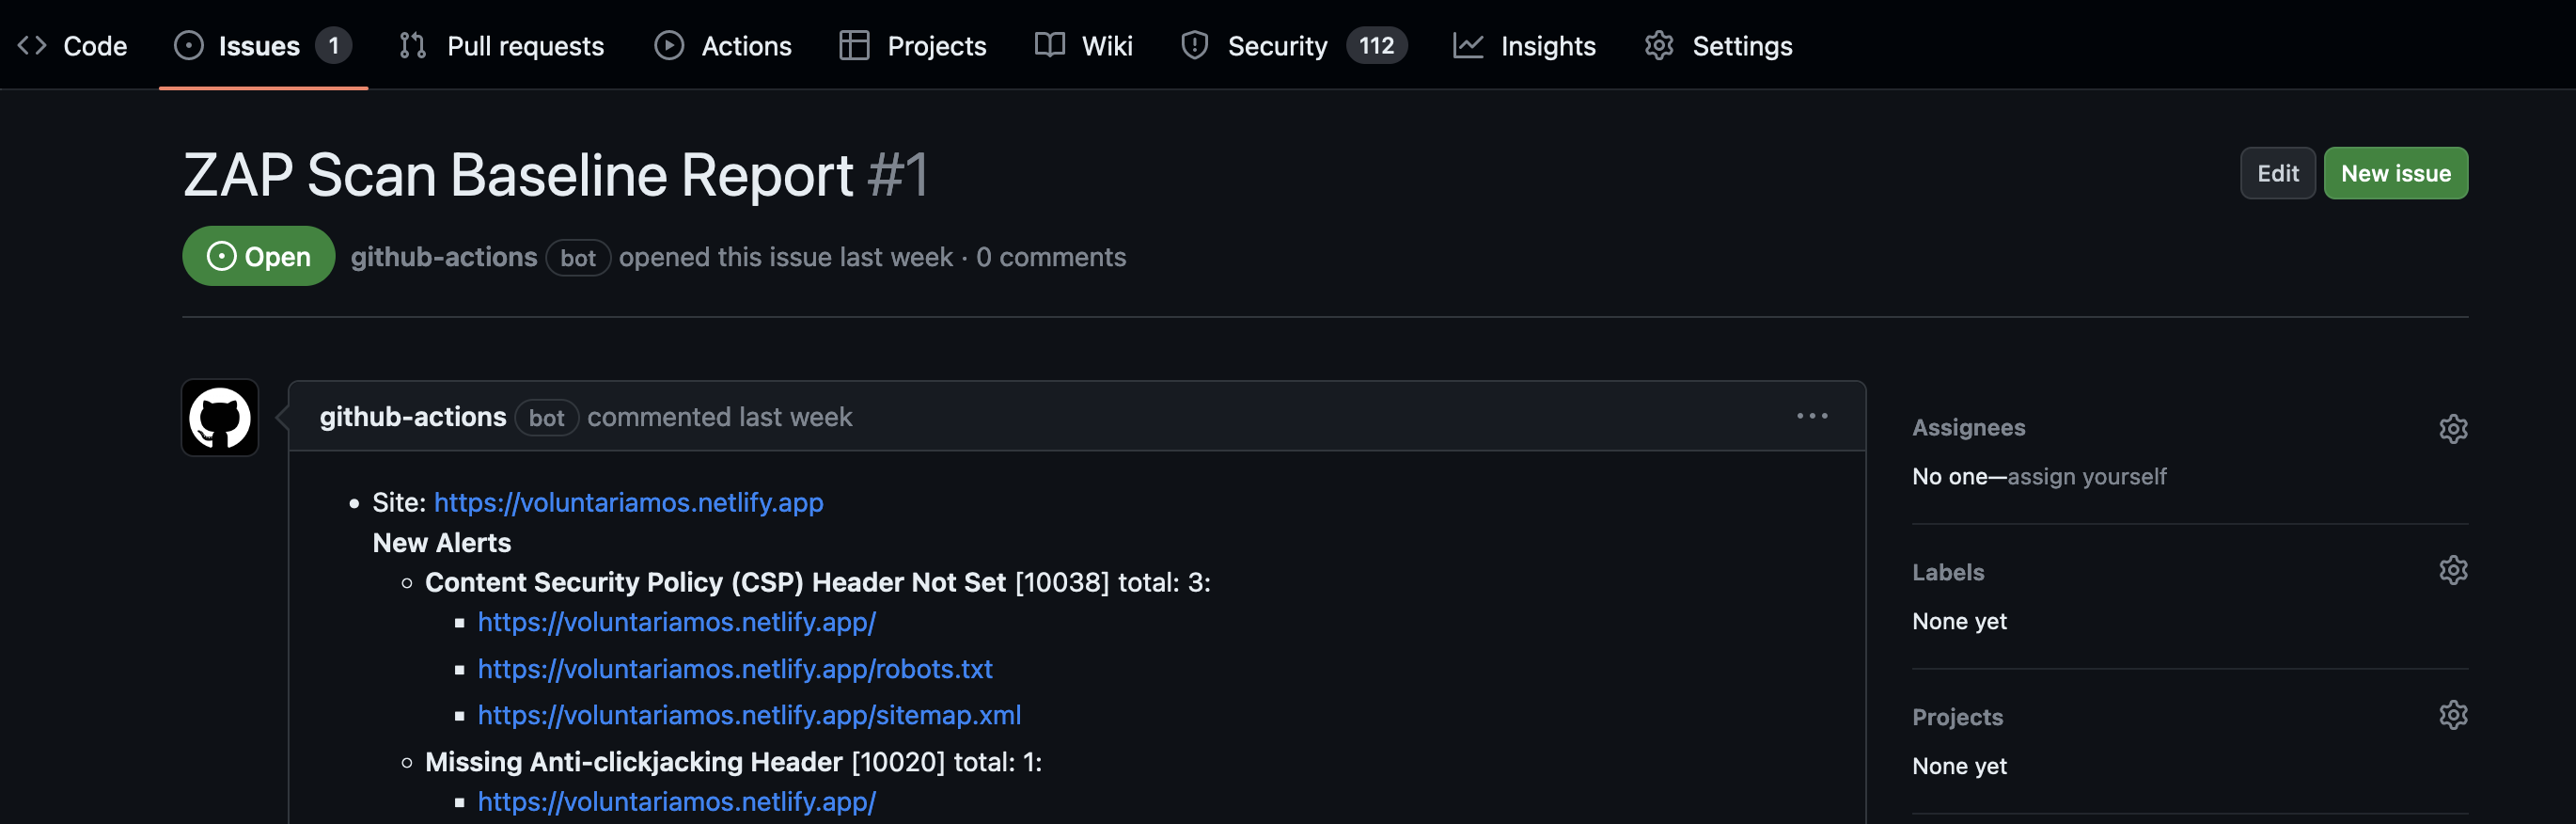 Code Issues 1 Pull requests Actions Projects Wiki Security 112 Insights Settings
ZAP Scan Baseline Report #1
Edit New issue
Open github-actions bot opened this issue last week · 0 comments
github-actions bot commented last week
Site: https://voluntariamos.netlify.app
New Alerts
Content Security Policy (CSP) Header Not Set [10038] total: 3:
https://voluntariamos.netlify.app/
https://voluntariamos.netlify.app/robots.txt
https://voluntariamos.netlify.app/sitemap.xml
Missing Anti-clickjacking Header [10020] total: 1:
https://voluntariamos.netlify.app/
Assignees
No one—assign yourself
Labels
None yet
Projects
None yet